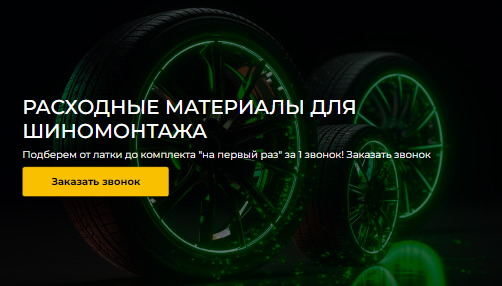 РАСХОДНЫЕ МАТЕРИАЛЫ ДЛЯ
ШИНОМОНТАЖА
Подберем от латки до комплекта "на первый раз" за 1 звонок! Заказать звонок
Заказать звонок